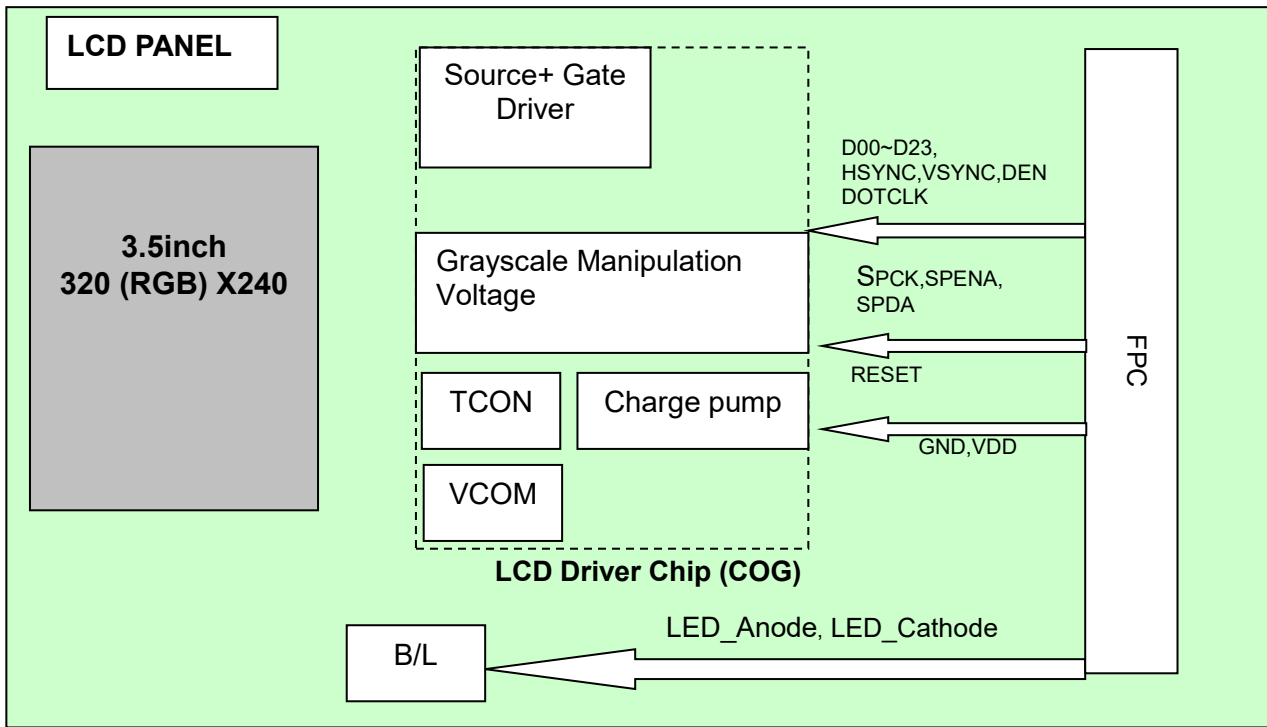 LCD PANEL
3.5inch
320 (RGB) X240
Source+ Gate
Driver
Grayscale Manipulation
Voltage
TCON
Charge pump
VCOM
LCD Driver Chip (COG)
D00~D23,
HSYNC,VSYNC,DEN
DOTCLK
SPCK,SPENA,
SPDA
RESET
GND,VDD
FPC
LED_Anode, LED_Cathode
B/L